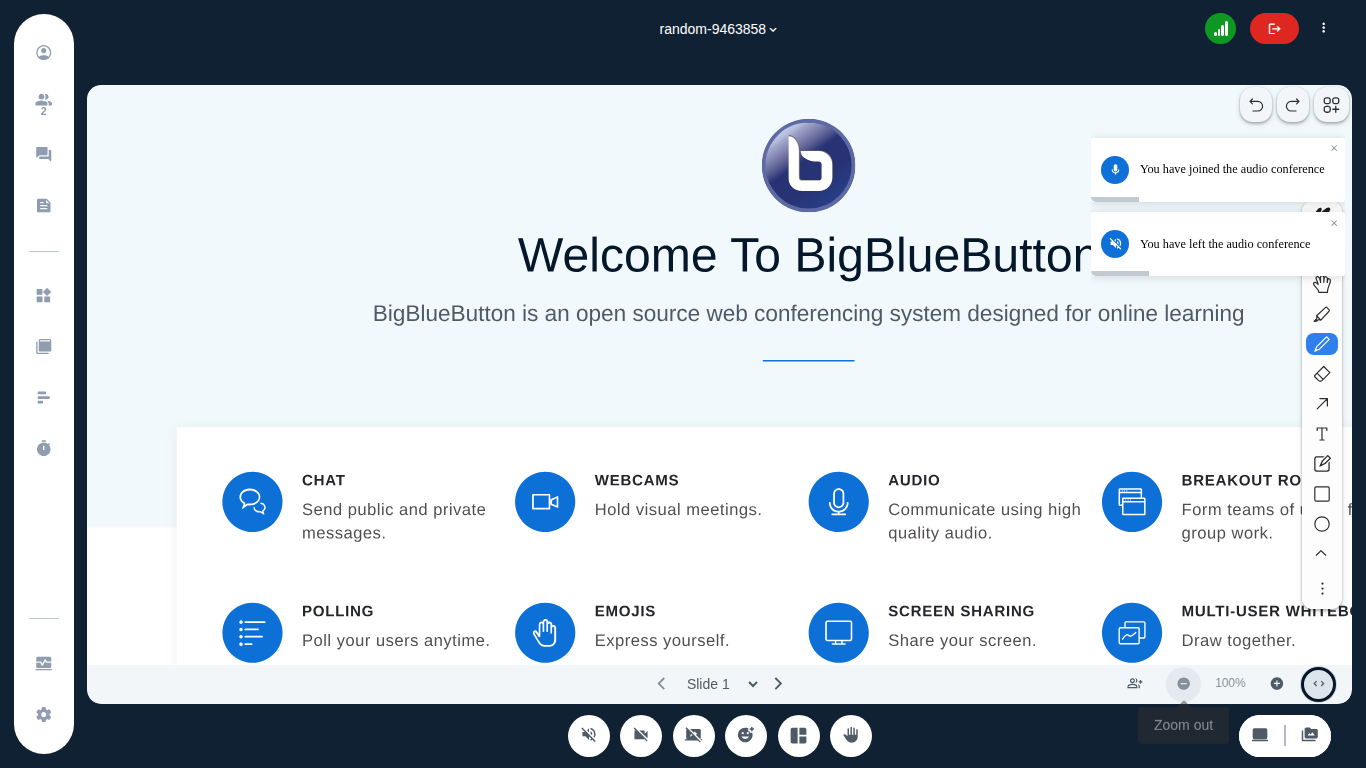 random-9463858
2
You have joined the audio conference
You have left the audio conference
Welcome To BigBlueButton
BigBlueButton is an open source web conferencing system designed for online learning
CHAT
Send public and private
messages.
WEBCAMS
Hold visual meetings.
AUDIO
Communicate using high
quality audio.
BREAKOUT RO
Form teams of
group work.
POLLING
Poll your users anytime.
EMOJIS
Express yourself.
SCREEN SHARING
Share your screen.
MULTI-USER WHITEB
Draw together.
Slide 1
100%
Zoom out